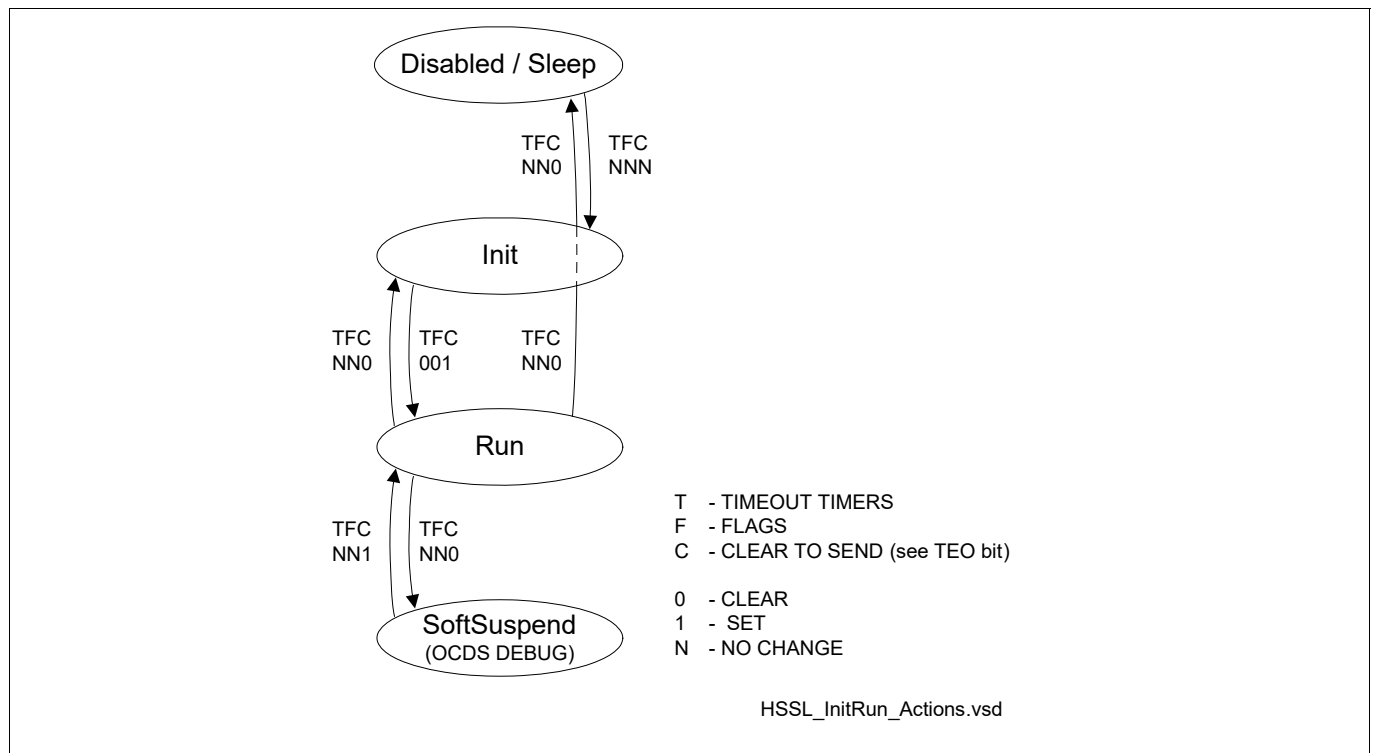 Disabled / Sleep
TFC
NN0
TFC
NNN
Init
TFC
NN0
TFC
001
TFC
NN0
Run
TFC
NN1
TFC
NN0
SoftSuspend
(OCDS DEBUG)
T - TIMEOUT TIMERS
F - FLAGS
C - CLEAR TO SEND (see TEO bit)
0 - CLEAR
1 - SET
N - NO CHANGE
HSSL_InitRun_Actions.vsd